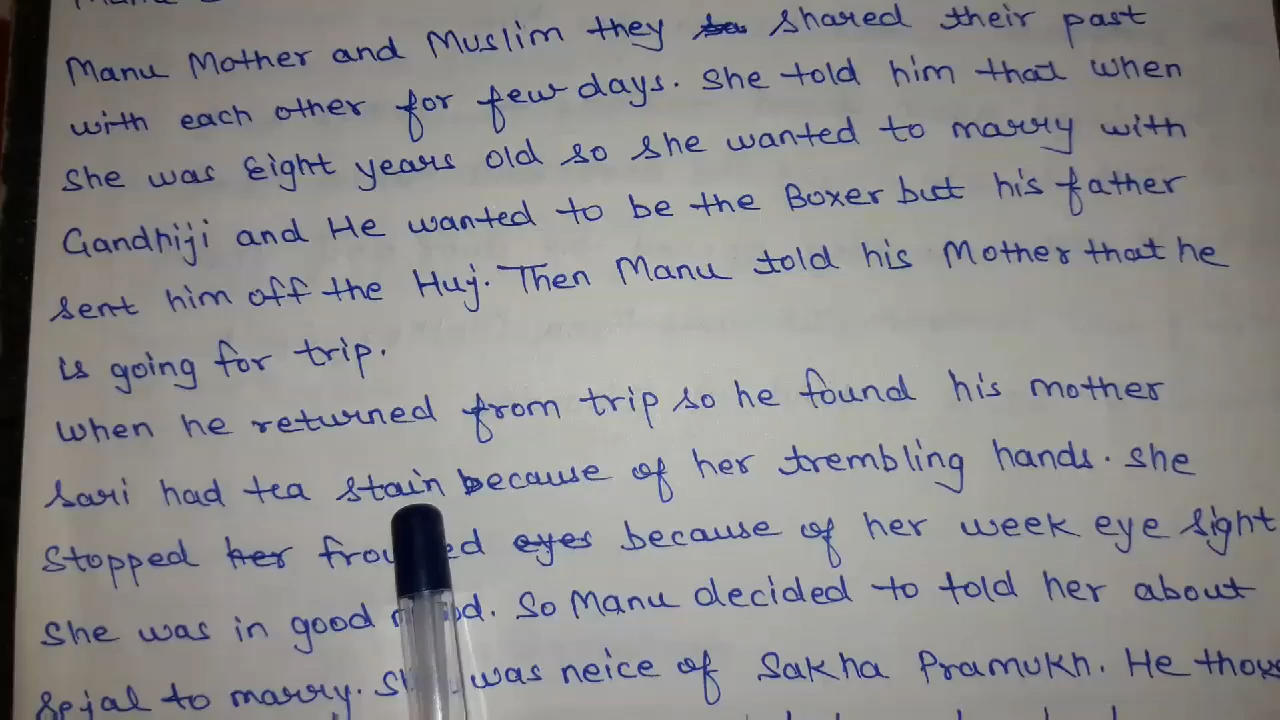 Manu Mother and Muslim they shared their past
with each other for few days. She told him that when
She was Eight years old so she wanted to marry with
Gandhiji and He wanted to be the Boxer but his father
sent him off the Huj. Then Manu told his Mother that he
is going for trip.
When he returned from trip so he found his mother
Sari had tea stain because of her trembling hands. She
Stopped her eyes because of her week eye sight
She was in good So Manu decided to told her about
Sejal to marry. was neice of Sakha Pramukh. He